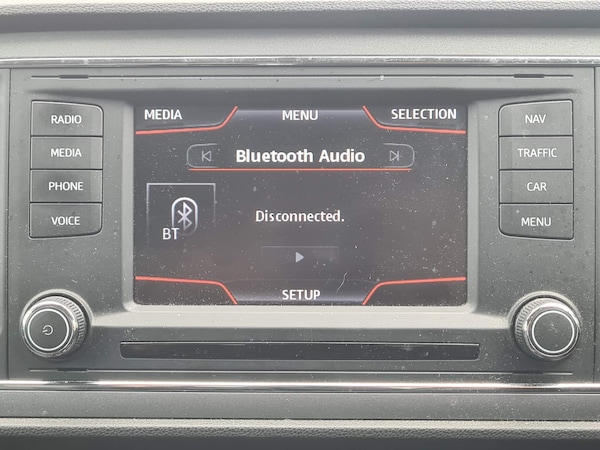 RADIO
MEDIA
PHONE
VOICE
MEDIA MENU SELECTION
Bluetooth Audio
Disconnected.
BT
SETUP
NAV
TRAFFIC
CAR
MENU